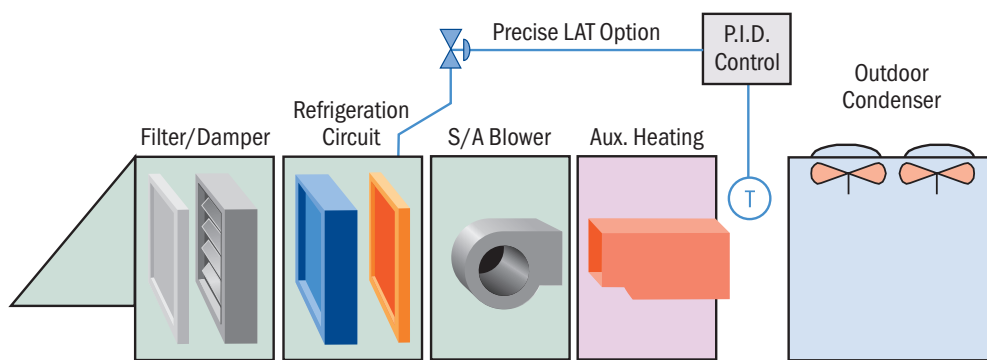 Precise LAT Option
P.I.D.
Control
Outdoor
Condenser
Refrigeration
Circuit
Filter/Damper
S/A Blower
Aux. Heating
T